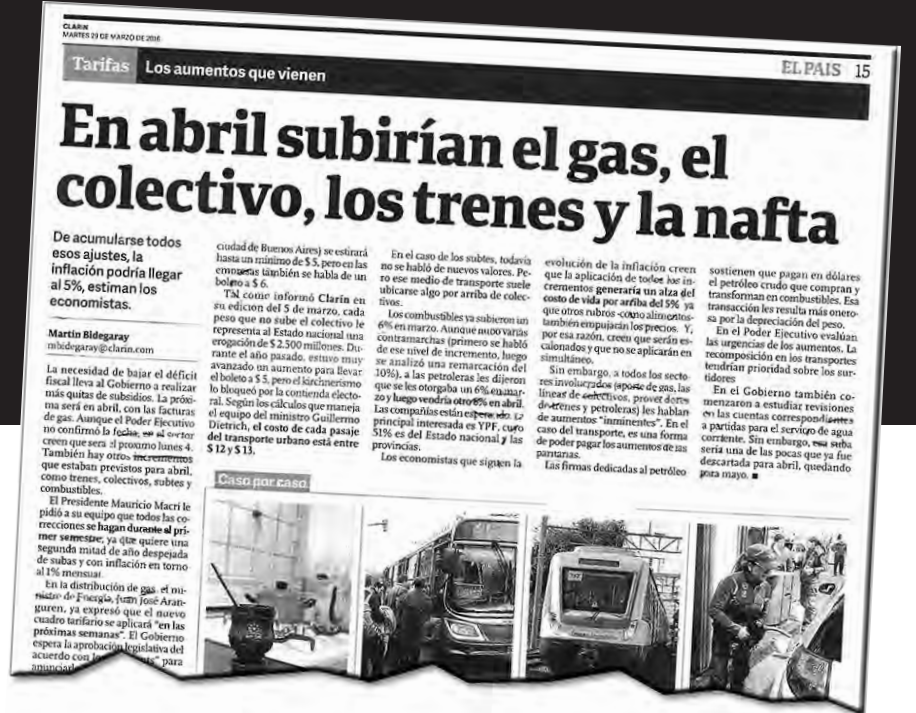 CLARIN
MARTES 29 DE MARZO DE 2016
Tarifas
Los aumentos que vienen
EL PAIS 15
En abril subirían el gas, el
colectivo, los trenes y la nafta
De acumularse todos
esos ajustes, la
inflación podría llegar
al 5%, estiman los
economistas.
Martín Bidegaray
mbidegaray@clarin.com
La necesidad de bajar el déficit
fiscal lleva al Gobierno a realizar
más quitas de subsidios. La próxi-
ma será en abril, con las facturas
de gas. Aunque el Poder Ejecutivo
no confirmó la fecha, en el sector
creen que será el próximo lunes 4.
También hay otros incrementos
que estaban previstos para abril,
como trenes, colectivos, subtes y
combustibles.
El Presidente Mauricio Macri le
pidió a su equipo que todos las co-
rrecciones se hagan durante el pri-
mer semestre, ya que quiere una
segunda mitad de año despejada
de subas y con inflación en torno
al 1% mensual.
En la distribución de gas, el mi-
nistro de Energía, Juan José Aran-
guren, ya expresó que el nuevo
cuadro tarifario se aplicará "en las
próximas semanas". El Gobierno
espera la aprobación legislativa del
acuerdo con los para
ciudad de Buenos Aires) se estirará
hasta un mínimo de $ 5, pero en las
empresas también se habla de un
boleto a $ 6.
Tal como informó Clarín en
su edición del 5 de marzo, cada
peso que no sube el colectivo le
representa al Estado nacional una
erogación de $ 2.500 millones. Du-
rante el año pasado, estuvo muy
avanzado un aumento para llevar
el boleto a $ 5, pero el kirchnerismo
lo bloqueó por la contienda electo-
ral. Según los cálculos que maneja
el equipo del ministro Guillermo
Dietrich, el costo de cada pasaje
del transporte urbano está entre
$ 12 y $ 13.
En el caso de los subtes, todavía
no se habló de nuevos valores. Pe-
ro ese medio de transporte suele
ubicarse algo por arriba de colec-
tivos.
Los combustibles ya subieron un
6% en marzo. Aunque hubo varias
contramarchas (primero se habló
de ese nivel de incremento, luego
se analizó una remarcación del
10%), a las petroleras les dijeron
que se les otorgaba un 6% en mar-
zo y luego vendría otro 6% en abril.
Las compañías están esperando. La
principal interesada es YPF, cuyo
51% es del Estado nacional y las
provincias.
Los economistas que siguen la
evolución de la inflación creen
que la aplicación de todos los in-
crementos generaría un alza del
costo de vida por arriba del 5% ya
que otros rubros -como alimentos-
también empujarán los precios. Y,
por esa razón, creen que serán es-
calonados y que no se aplicarán en
simultáneo.
Sin embargo, a todos los secto-
res involucrados (aposte de gas, las
líneas de colectivos, proveedores
de trenes y petroleras) les hablan
de aumentos "inminentes". En el
caso del transporte, es una forma
de poder pagar los aumentos de las
paritarias.
Las firmas dedicadas al petróleo
sostienen que pagan en dólares
el petróleo crudo que compran y
transforman en combustibles. Esa
transacción les resulta más onero-
sa por la depreciación del peso.
En el Poder Ejecutivo evalúan
las urgencias de los aumentos. La
recomposición en los transportes
tendrían prioridad sobre los sur-
tidores
En el Gobierno también co-
menzaron a estudiar revisiones
en las cuentas correspondientes
a partidas para el servicio de agua
corriente. Sin embargo, esa suba
sería una de las pocas que ya fue
descartada para abril, quedando
para mayo. ■
Caso por caso